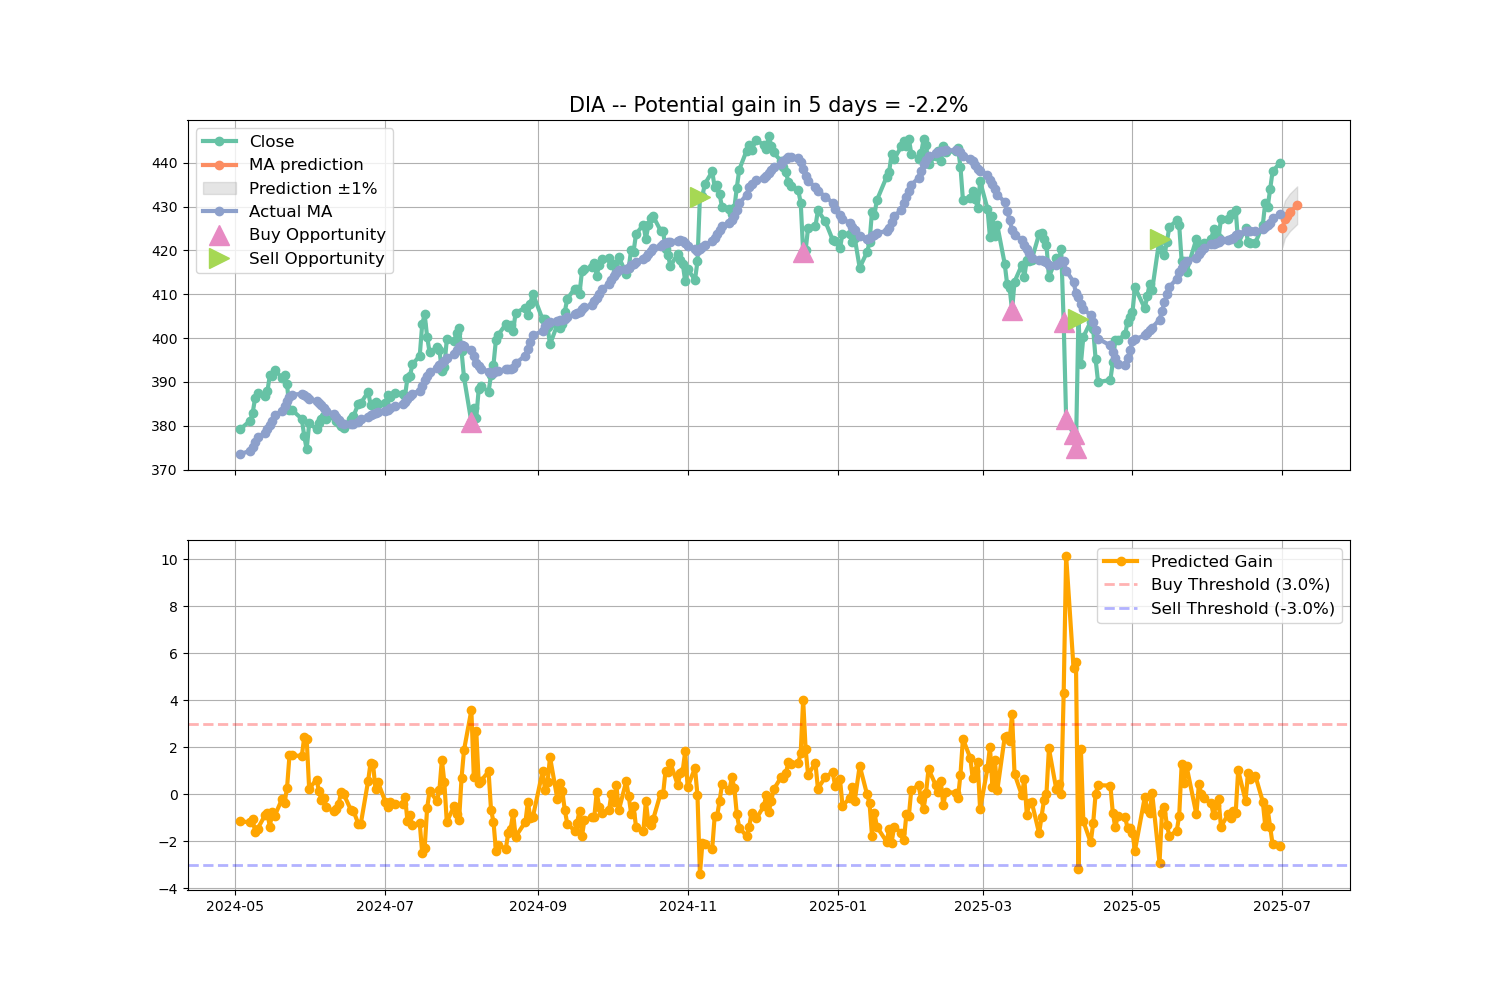 DIA -- Potential gain in 5 days = -2.2%
Close
MA prediction
Prediction ±1%
Actual MA
Buy Opportunity
Sell Opportunity
440
430
420
410
400
390
380
370
Predicted Gain
Buy Threshold (3.0%)
Sell Threshold (-3.0%)
10
8
6
4
2
0
−2
−4
2024-05 2024-07 2024-09 2024-11 2025-01 2025-03 2025-05 2025-07